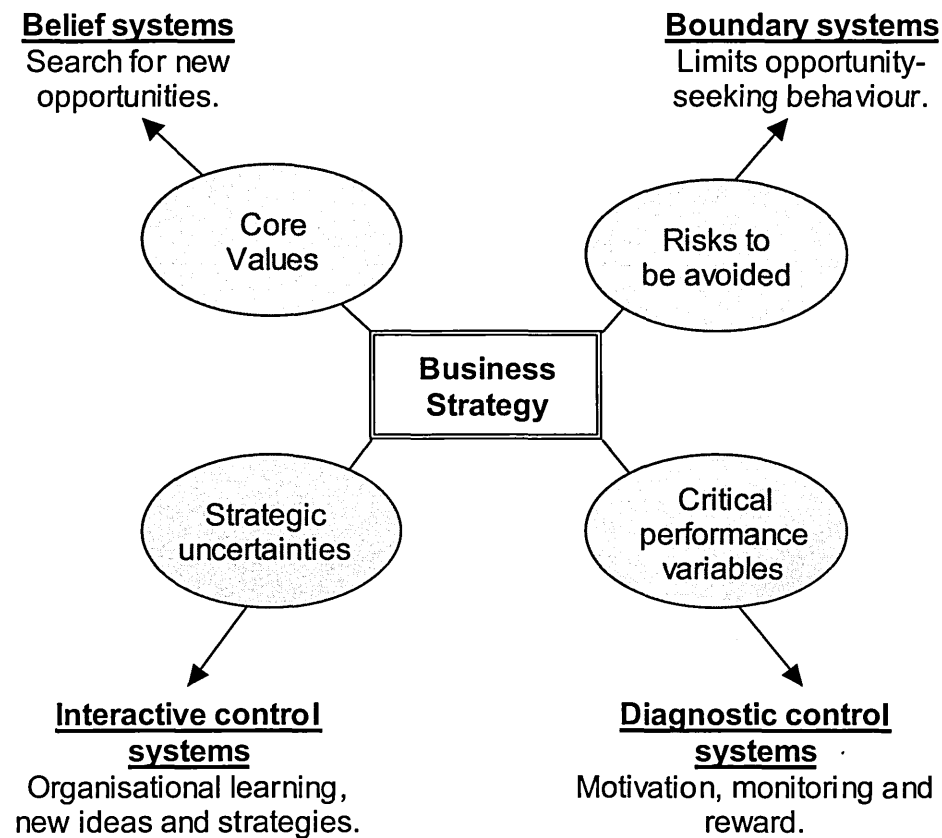 Belief systems
Search for new
opportunities.
Boundary systems
Limits opportunity-
seeking behaviour.
Core
Values
Risks to
be avoided
Business
Strategy
Strategic
uncertainties
Critical
performance
variables
Interactive control
systems
Organisational learning,
new ideas and strategies.
Diagnostic control
systems
Motivation, monitoring and
reward.